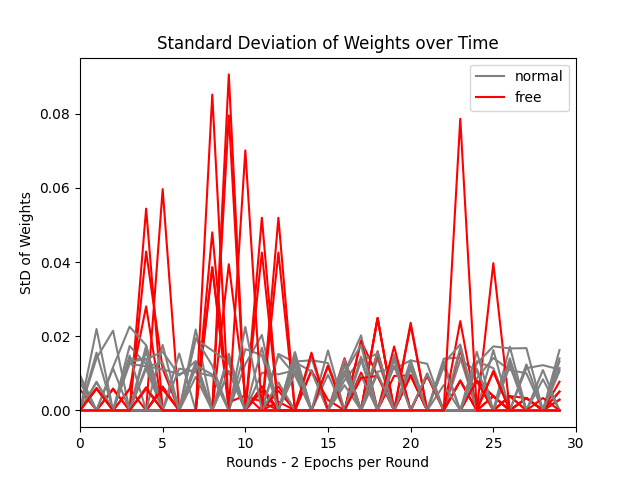 Standard Deviation of Weights over Time
normal
free
0.08
0.06
0.04
0.02
0.00
StD of Weights
0 5 10 15 20 25 30
Rounds - 2 Epochs per Round